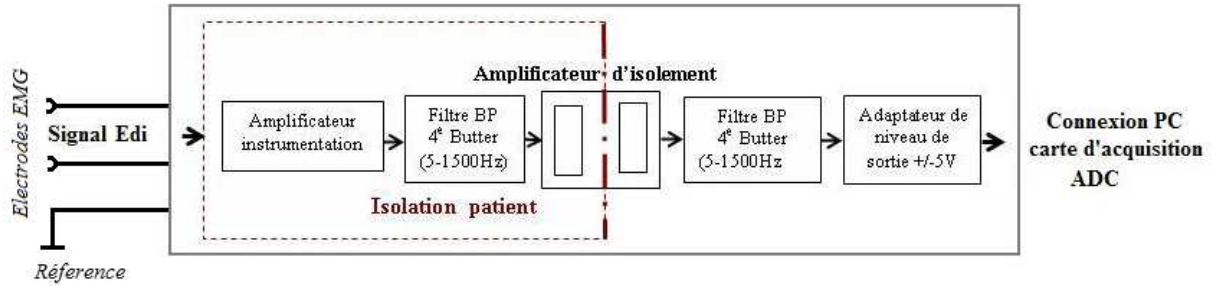 Electrodes EMG
Signal Edi
Réference
Amplificateur
instrumentation
Filtre BP
4e Butter
(5-1500Hz)
Amplificateur d'isolement
Isolation patient
Filtre BP
4e Butter
(5-1500Hz
Adaptateur de
niveau de
sortie +/-5V
Connexion PC
carte d'acquisition
ADC